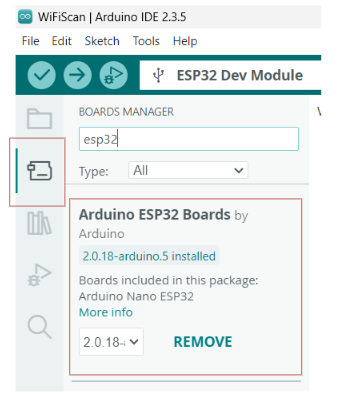 WiFiScan | Arduino IDE 2.3.5
File Edit Sketch Tools Help
ESP32 Dev Module
BOARDS MANAGER
esp32
Type: All
Arduino ESP32 Boards by
Arduino
2.0.18-arduino.5 installed
Boards included in this package:
Arduino Nano ESP32
More info
2.0.18- REMOVE